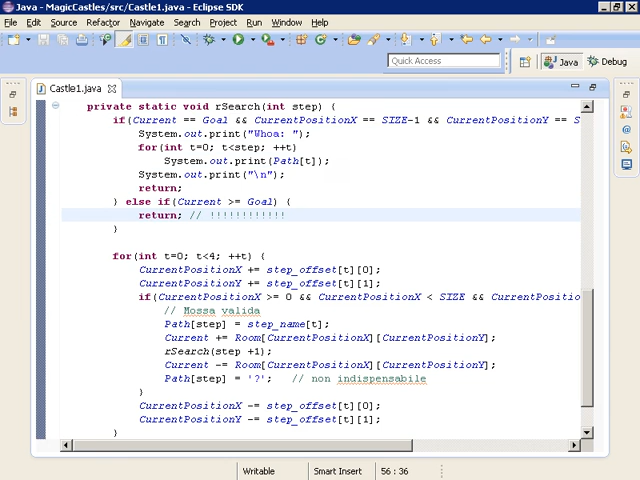 Java - MagicCastles/src/Castle1.java - Eclipse SDK
File Edit Source Refactor Navigate Search Project Run Window Help
Quick Access
Java
Debug
Castle1.java
private static void rSearch(int step) {
if(Current == Goal && CurrentPositionX == SIZE-1 && CurrentPositionY == S
System.out.print("Whoa: ");
for(int t=0; t<step; ++t)
System.out.print(Path[t]);
System.out.print("\n");
return;
} else if(Current >= Goal) {
return; // !!!!!!!!!!!!
}
for(int t=0; t<4; ++t) {
CurrentPositionX += step_offset[t][0];
CurrentPositionY += step_offset[t][1];
if(CurrentPositionX >= 0 && CurrentPositionX < SIZE && CurrentPositio
// Mossa valida
Path[step] = step_name[t];
Current += Room[CurrentPositionX][CurrentPositionY];
rSearch(step +1);
Current -= Room[CurrentPositionX][CurrentPositionY];
Path[step] = '?'; // non indispensabile
}
CurrentPositionX -= step_offset[t][0];
CurrentPositionY -= step_offset[t][1];
}
Writable Smart Insert 56 : 36